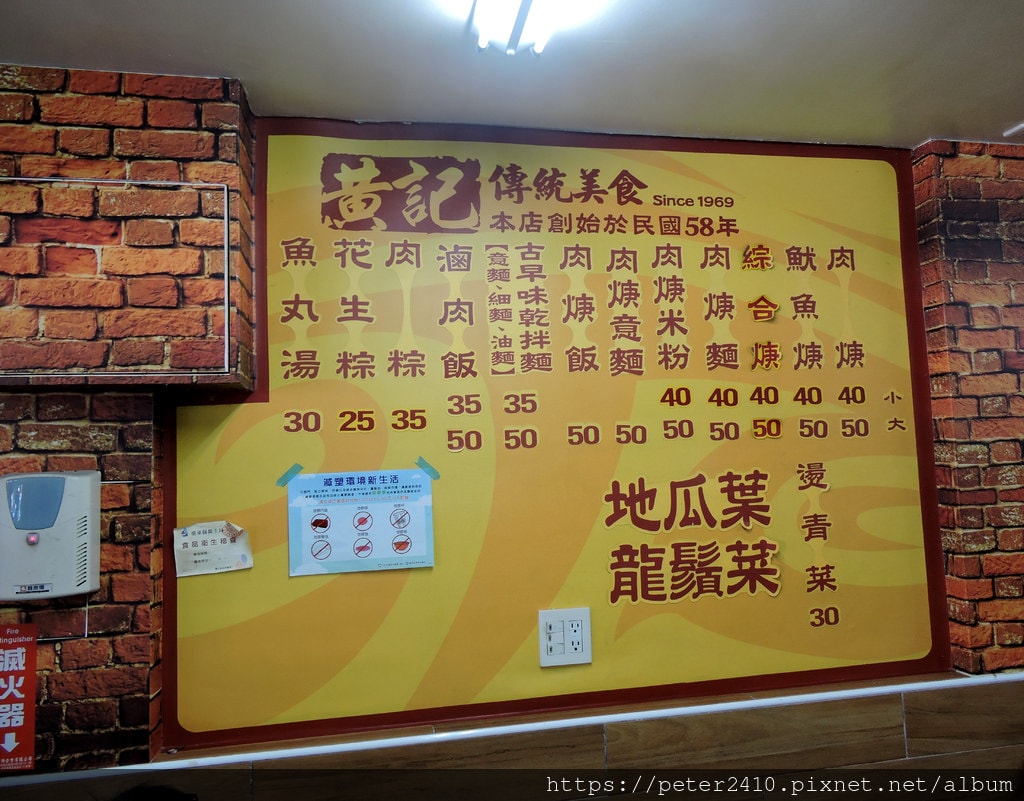 黃記 傳統美食 Since 1969
本店創始於民國58年
肉焿 40 50
魷魚焿 40 50
綜合焿 40 50
肉焿麵 40 50
肉焿米粉 40 50
肉焿意麵 50
肉焿飯 50
古早味乾拌麵 35 50
【意麵、細麵、油麵】
滷肉飯 35 50
肉粽 35
花生粽 25
魚丸湯 30
小
大
燙青菜 30
地瓜葉
龍鬚菜
減塑環境新生活
食品衛生
Fire
tinguisher
滅火器
https://peter2410.pixnet.net/album